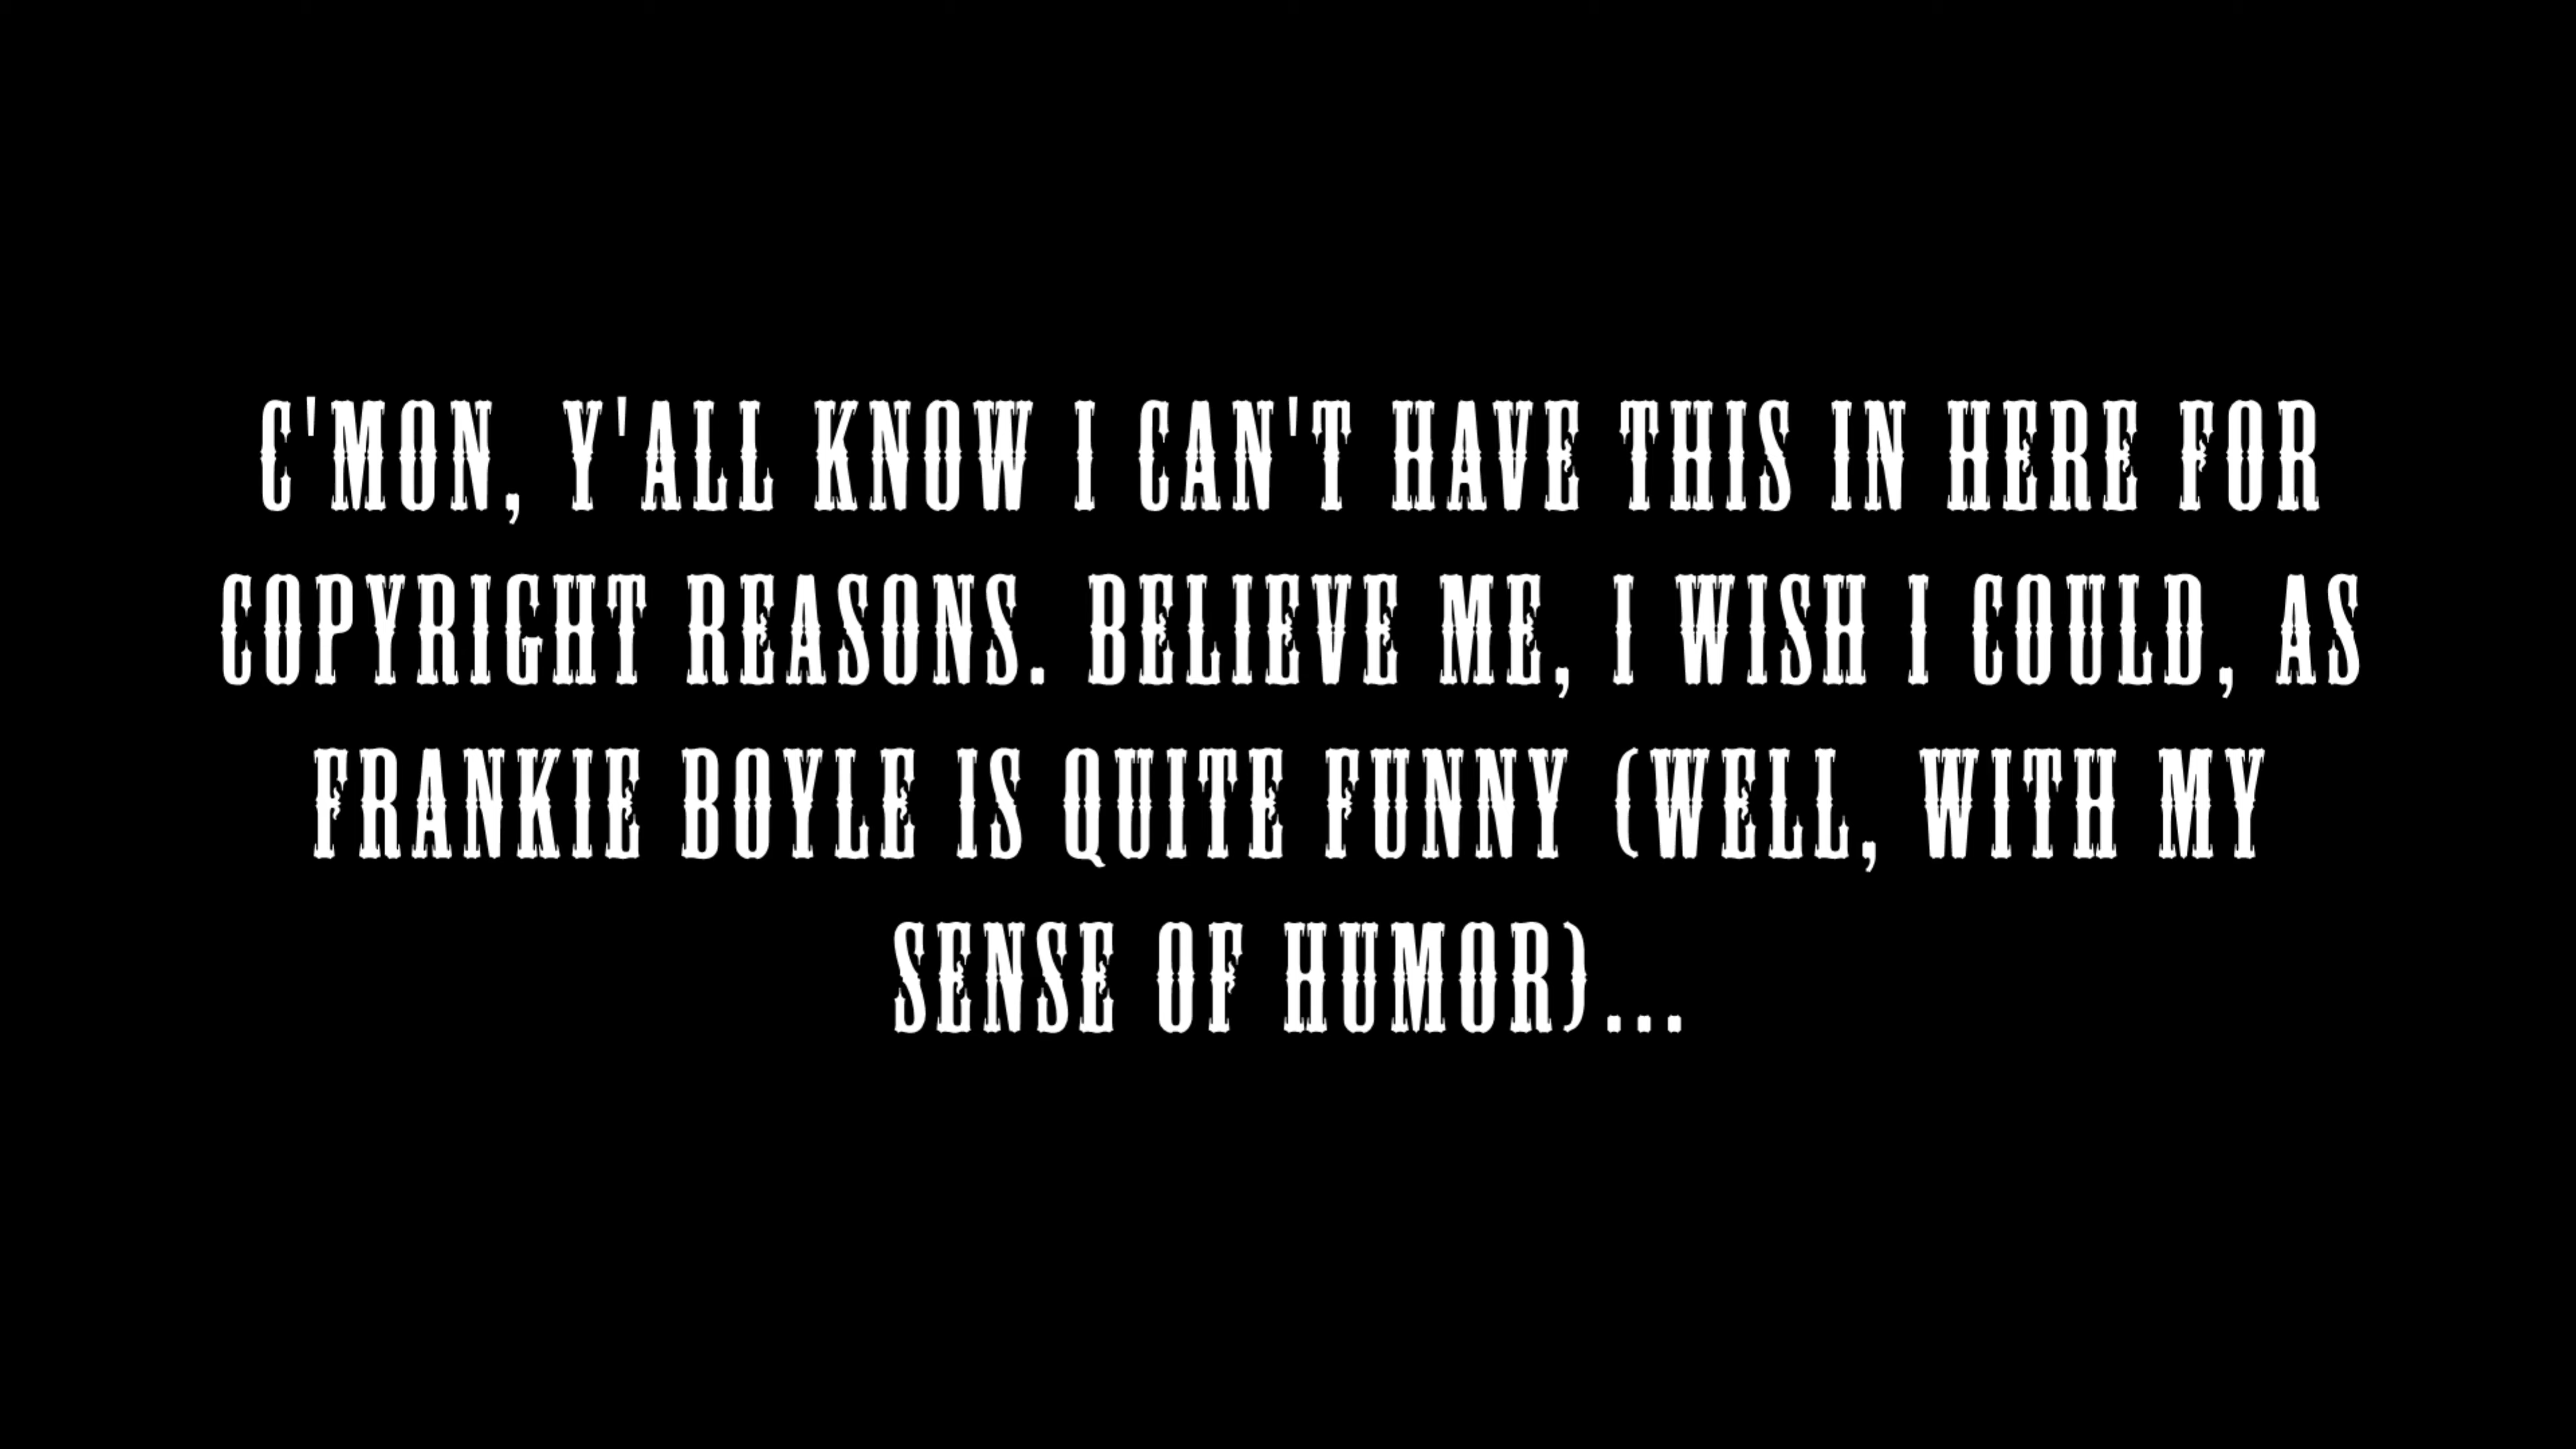 C'MON, Y'ALL KNOW I CAN'T HAVE THIS IN HERE FOR
COPYRIGHT REASONS. BELIEVE ME, I WISH I COULD, AS
FRANKIE BOYLE IS QUITE FUNNY (WELL, WITH MY
SENSE OF HUMOR)...